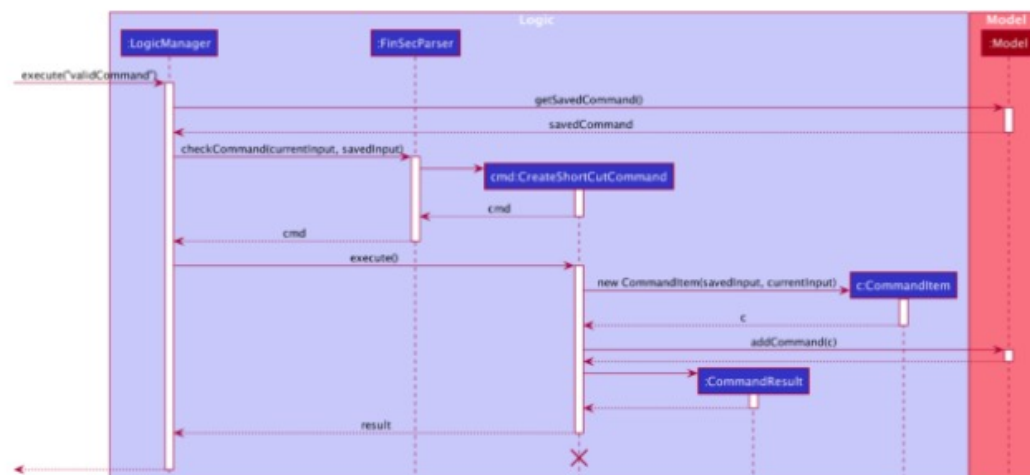 Logic
Model
:LogicManager
:FinSecParser
:Model
execute("validCommand")
getSavedCommand()
savedCommand
checkCommand(currentInput, savedInput)
cmd:CreateShortCutCommand
cmd
cmd
execute()
new CommandItem(savedInput, currentInput)
c:CommandItem
c
addCommand(c)
:CommandResult
result